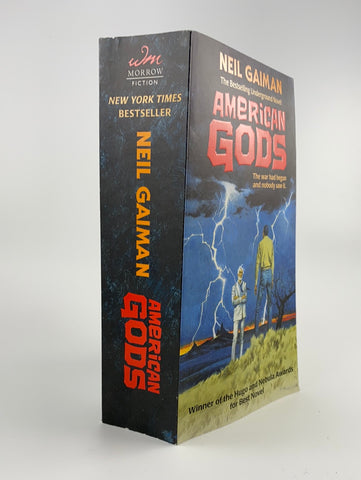 wm
MORROW
FICTION
NEW YORK TIMES
BESTSELLER
NEIL GAIMAN
AMERICAN
GODS
NEIL GAIMAN
The Bestselling Underground Novel
AMERICAN
GODS
The war had begun
and nobody saw it.
Winner of the Hugo and Nebula Awards
for Best Novel